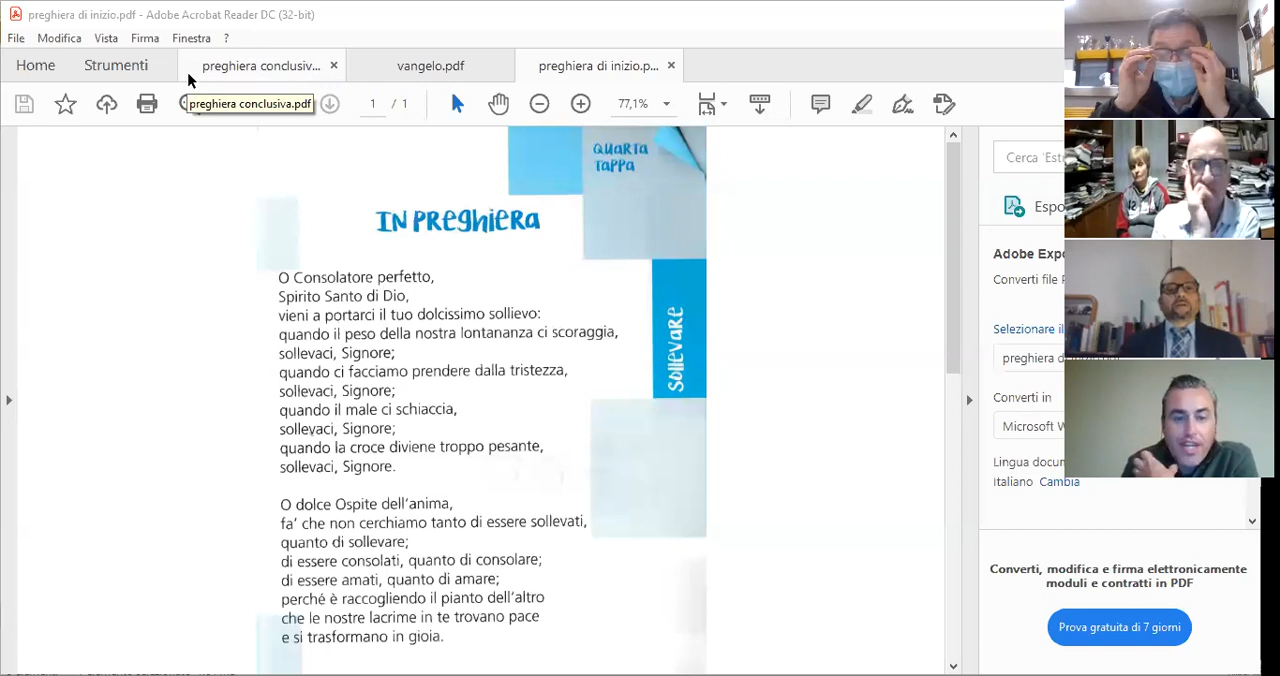 preghiera di inizio.pdf - Adobe Acrobat Reader DC (32-bit)
File Modifica Vista Firma Finestra ?
Home Strumenti preghiera conclusiv... × vangelo.pdf preghiera di inizio.p... ×
preghiera conclusiva.pdf 1 / 1 77,1%
QUARTA
TAPPA
IN PREGHIERA
SOLLEVARE
O Consolatore perfetto,
Spirito Santo di Dio,
vieni a portarci il tuo dolcissimo sollievo:
quando il peso della nostra lontananza ci scoraggia,
sollevaci, Signore;
quando ci facciamo prendere dalla tristezza,
sollevaci, Signore;
quando il male ci schiaccia,
sollevaci, Signore;
quando la croce diviene troppo pesante,
sollevaci, Signore.
O dolce Ospite dell'anima,
fa' che non cerchiamo tanto di essere sollevati,
quanto di sollevare;
di essere consolati, quanto di consolare;
di essere amati, quanto di amare;
perché è raccogliendo il pianto dell'altro
che le nostre lacrime in te trovano pace
e si trasformano in gioia.
Cerca 'Est
Espo
Adobe Expo
Converti file P
Selezionare il
preghiera di
Converti in
Microsoft W
Lingua docum
Italiano Cambia
Converti, modifica e firma elettronicamente
moduli e contratti in PDF
Prova gratuita di 7 giorni